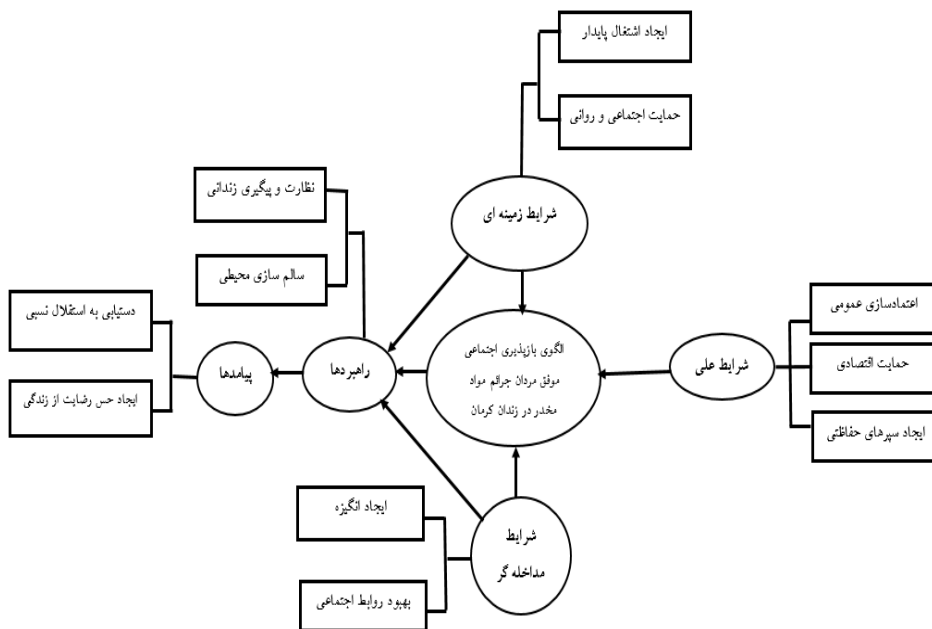 ایجاد اشتغال پایدار
حمایت اجتماعی و روانی
شرایط زمینه ای
نظارت و پیگیری زندانی
سالم سازی محیطی
اعتمادسازی عمومی
حمایت اقتصادی
ایجاد سپرهای حفاظتی
شرایط علی
الگوی بازپذیری اجتماعی
موفق مردان جرائم مواد
مخدر در زندان کرمان
راهبردها
پیامدها
دستیابی به استقلال نسبی
ایجاد حس رضایت از زندگی
شرایط
مداخله گر
ایجاد انگیزه
بهبود روابط اجتماعی